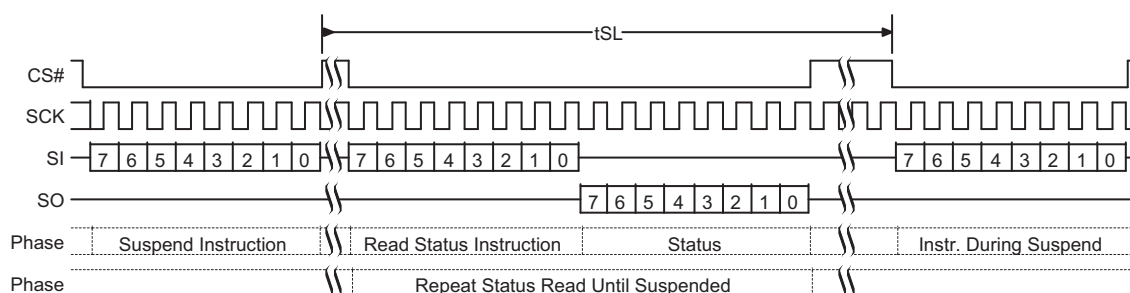 tSL
CS#
SCK
SI 7 6 5 4 3 2 1 0 7 6 5 4 3 2 1 0 7 6 5 4 3 2 1 0
SO 7 6 5 4 3 2 1 0
Phase Suspend Instruction Read Status Instruction Status Instr. During Suspend
Phase Repeat Status Read Until Suspended